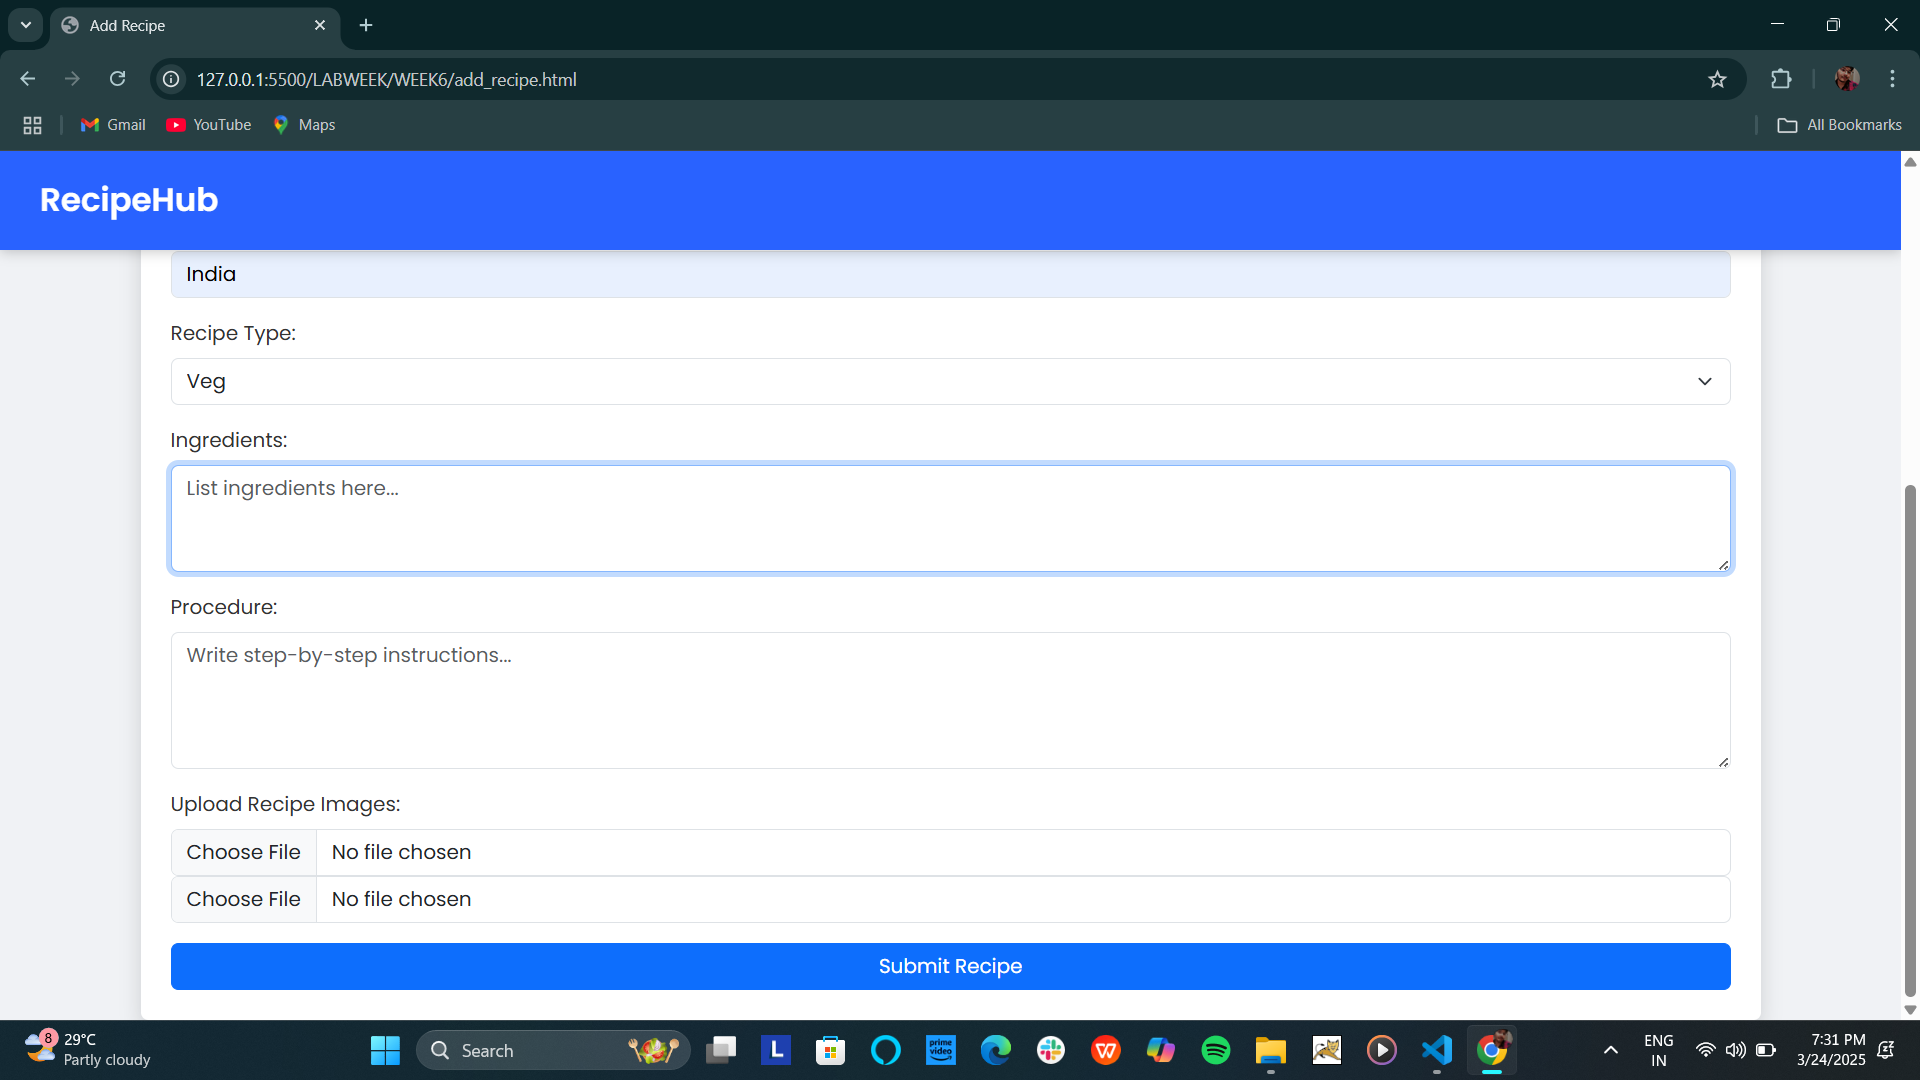 Add Recipe
127.0.0.1:5500/LABWEEK/WEEK6/add_recipe.html
Gmail
YouTube
Maps
All Bookmarks
RecipeHub
India
Recipe Type:
Veg
Ingredients:
List ingredients here...
Procedure:
Write step-by-step instructions...
Upload Recipe Images:
Choose File No file chosen
Choose File No file chosen
Submit Recipe
8
29°C
Partly cloudy
Search
L
prime video
W
ENG
IN
7:31 PM
3/24/2025